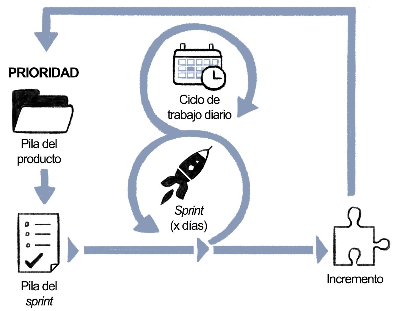 PRIORIDAD
Pila del
producto
Ciclo de
trabajo diario
Sprint
(x días)
Pila del
sprint
Incremento